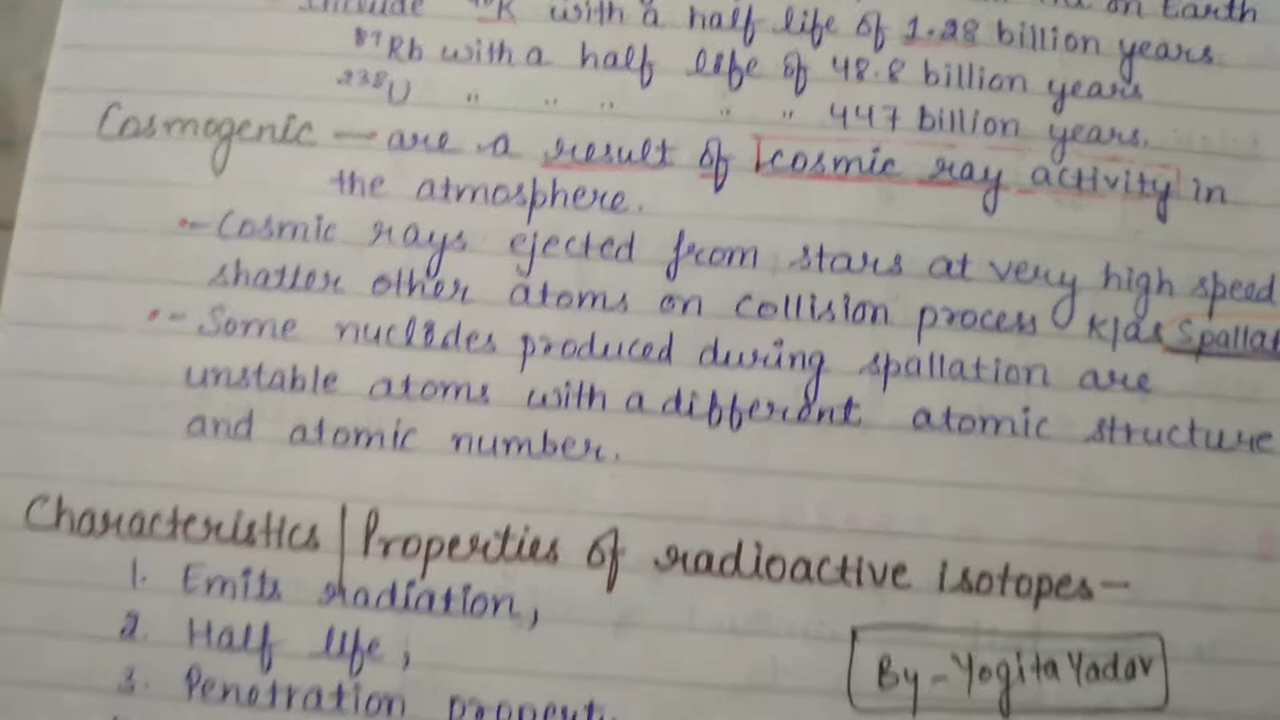 include ⁴⁰K with a half life of 1.28 billion years
⁸⁷Rb with a half life of 48.8 billion years
²³⁸U " " " " " 447 billion years.
Cosmogenic — are a result of cosmic ray activity in
the atmosphere.
- Cosmic rays ejected from stars at very high speed
shatter other atoms on collision process k/as Spallat
- Some nuclides produced during spallation are
unstable atoms with a different atomic structure
and atomic number.
Characteristics | Properties of radioactive isotopes -
1. Emits radiation,
2. Half life,
3. Penetration
By - Yogita Yadav